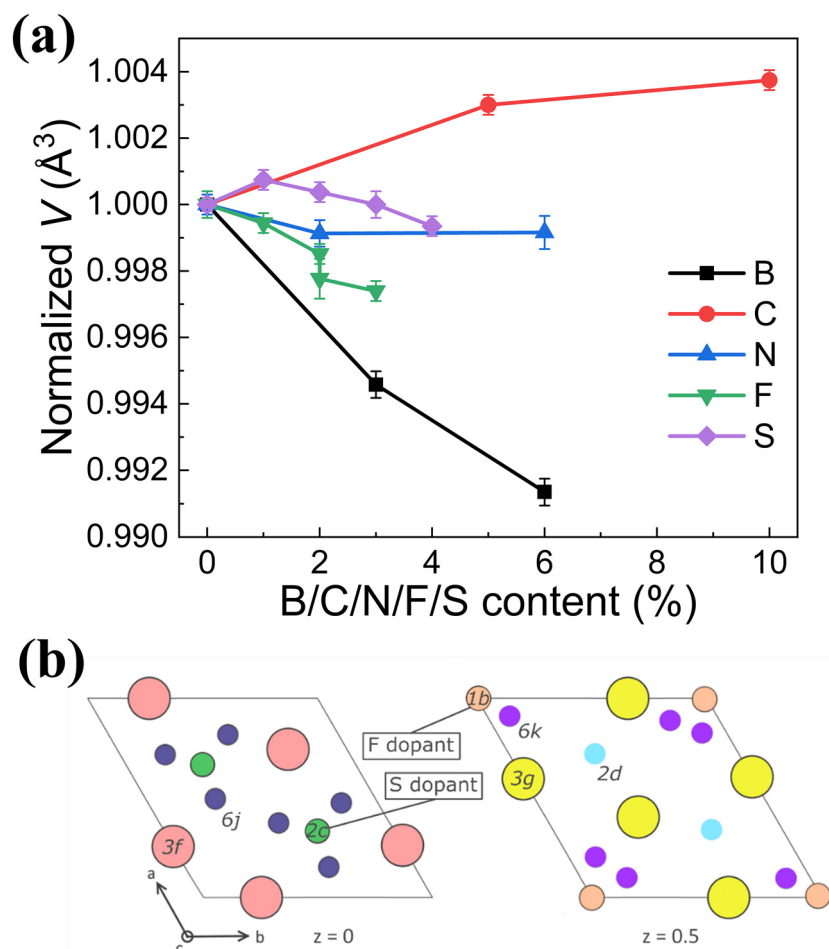 (a)
Normalized V (Å³)
1.004
1.002
1.000
0.998
0.996
0.994
0.992
0.990
B
C
N
F
S
0 2 4 6 8 10
B/C/N/F/S content (%)
(b)
1b
6k
F dopant
2d
S dopant
3g
6j
2c
3f
a
b
c
z = 0
z = 0.5